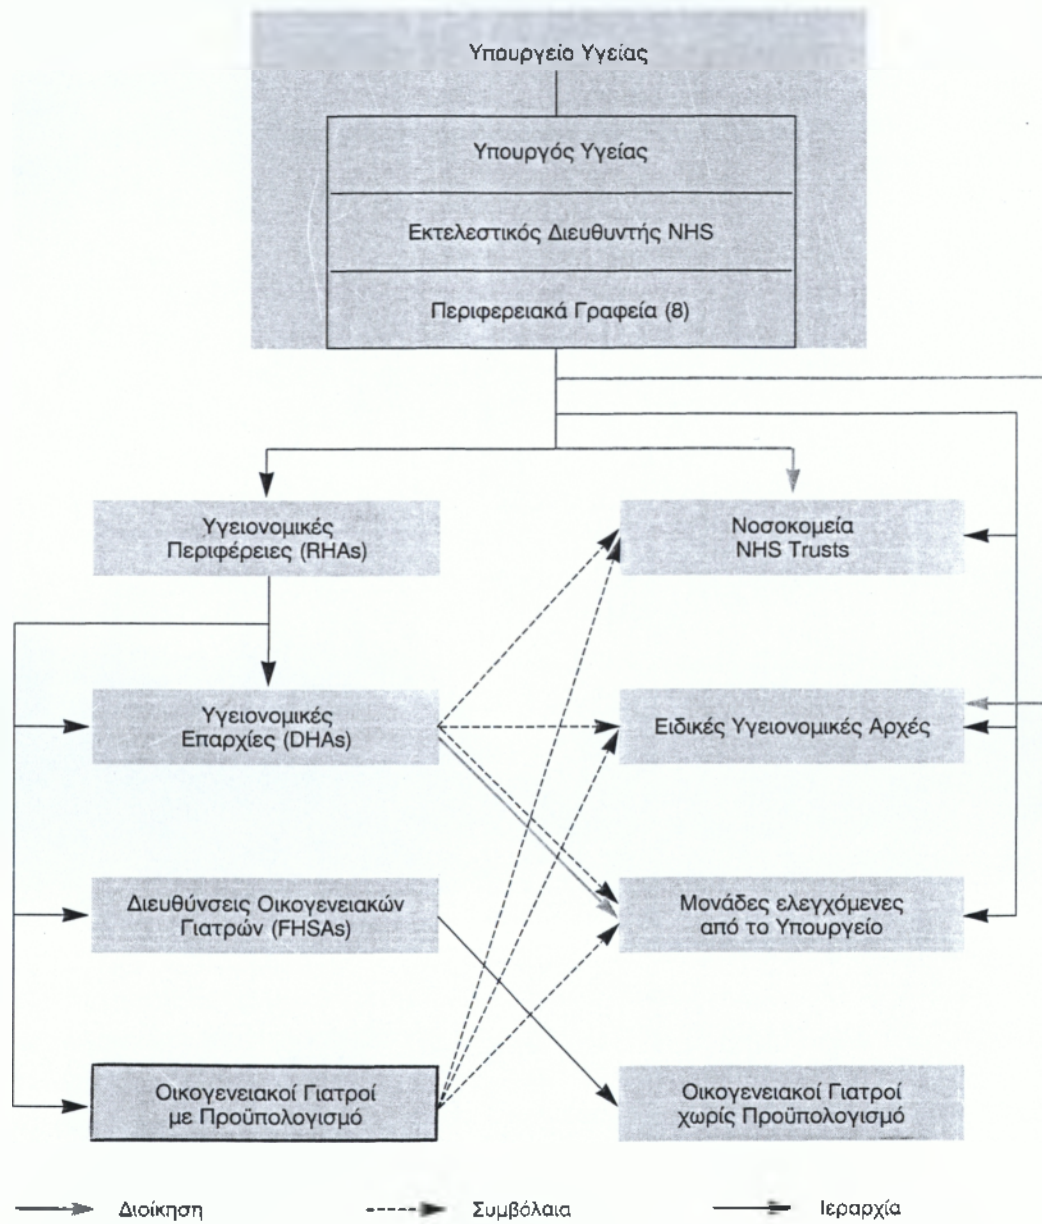 Υπουργείο Υγείας
Υπουργός Υγείας
Εκτελεστικός Διευθυντής NHS
Περιφερειακά Γραφεία (8)
Υγειονομικές
Περιφέρειες (RHAs)
Νοσοκομεία
NHS Trusts
Υγειονομικές
Επαρχίες (DHAs)
Ειδικές Υγειονομικές Αρχές
Διευθύνσεις Οικογενειακών
Γιατρών (FHSAs)
Μονάδες ελεγχόμενες
από το Υπουργείο
Οικογενειακοί Γιατροί
με Προϋπολογισμό
Οικογενειακοί Γιατροί
χωρίς Προϋπολογισμό
Διοίκηση
Συμβόλαια
Ιεραρχία